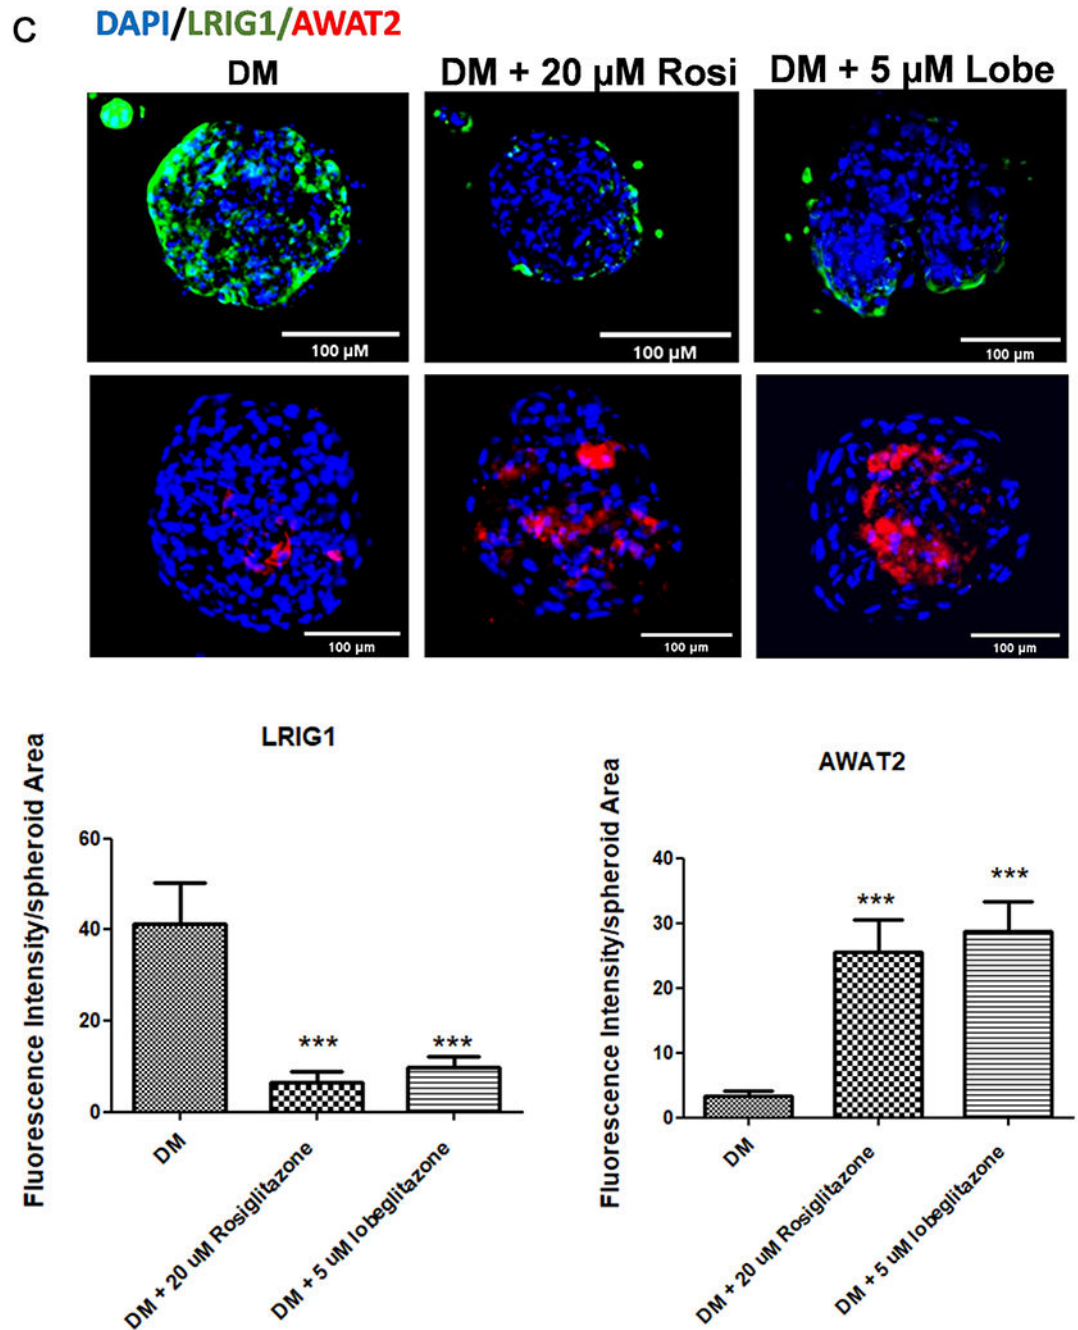 C
DAPI/LRIG1/AWAT2
DM
DM + 20 µM Rosi
DM + 5 µM Lobe
100 µM
100 µM
100 µm
100 µm
100 µm
100 µm
LRIG1
Fluorescence Intensity/spheroid Area
60
40
20
0
***
***
DM
DM + 20 uM Rosiglitazone
DM + 5 uM lobeglitazone
AWAT2
Fluorescence Intensity/spheroid Area
40
30
20
10
0
***
***
DM
DM + 20 uM Rosiglitazone
DM + 5 uM lobeglitazone